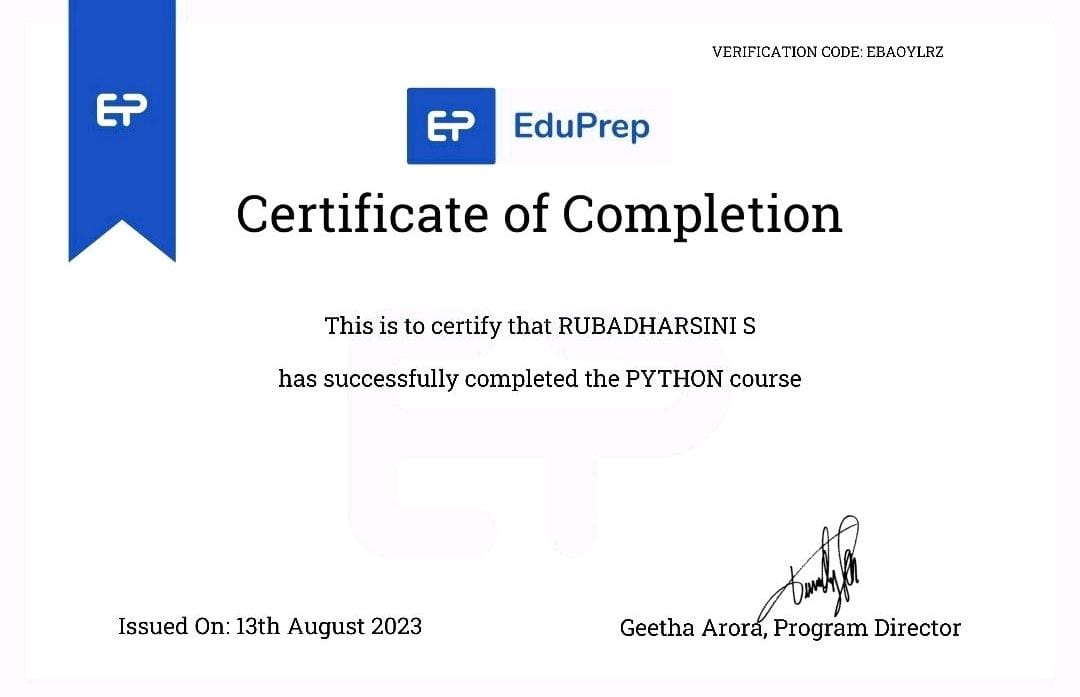 VERIFICATION CODE: EBAOYLRZ
EP
EP EduPrep
Certificate of Completion
This is to certify that RUBADHARSINI S
has successfully completed the PYTHON course
Issued On: 13th August 2023
Geetha Arora, Program Director